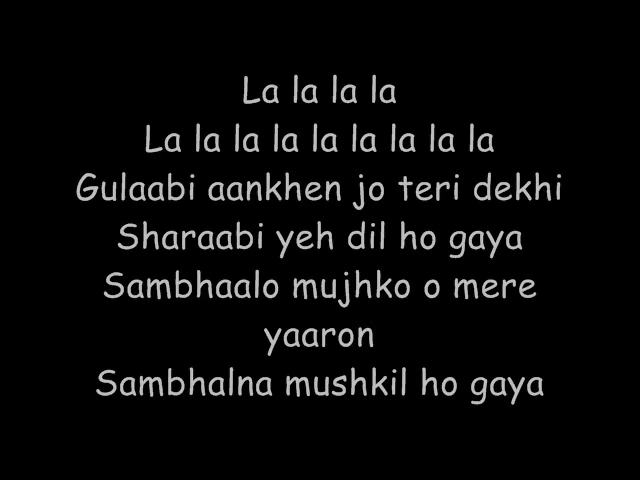 La la la la
La la la la la la la la la
Gulaabi aankhen jo teri dekhi
Sharaabi yeh dil ho gaya
Sambhaalo mujhko o mere
yaaron
Sambhalna mushkil ho gaya